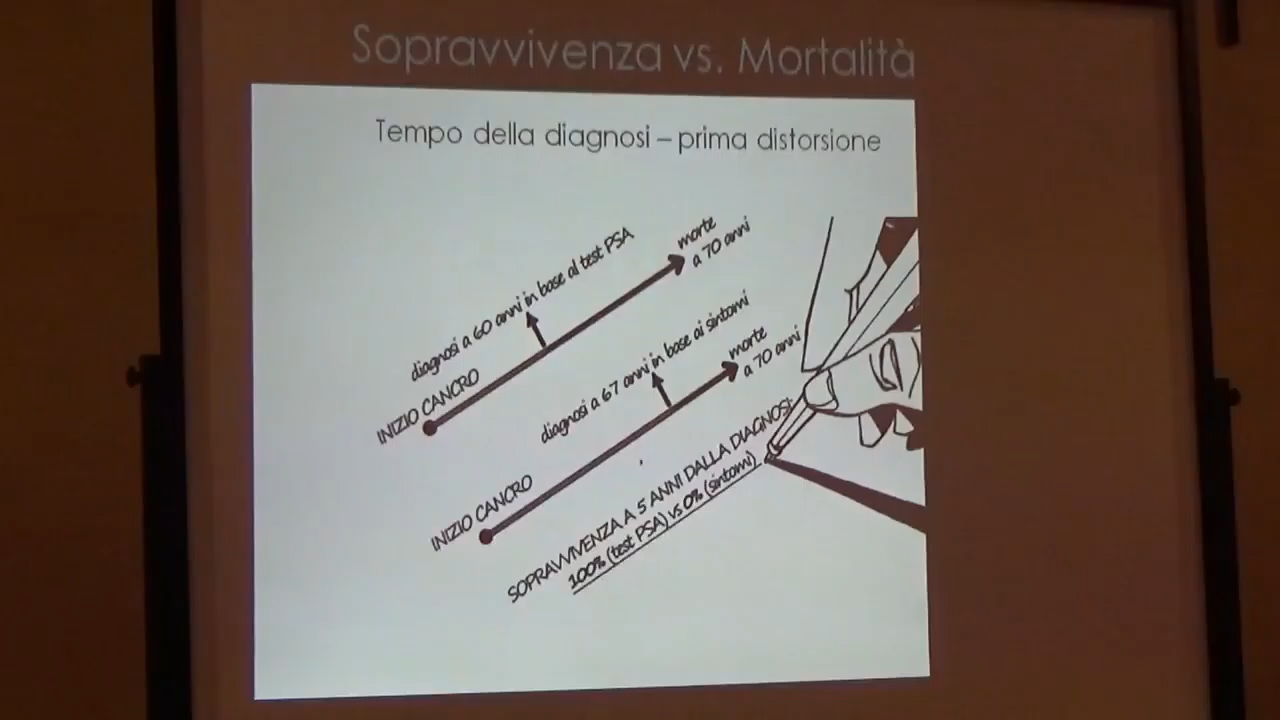 Sopravvivenza vs. Mortalità
Tempo della diagnosi – prima distorsione
diagnosi a 60 anni in base al test PSA
morte
a 70 anni
INIZIO CANCRO
diagnosi a 67 anni in base ai sintomi
morte
a 70 anni
INIZIO CANCRO
SOPRAVVIVENZA A 5 ANNI DALLA DIAGNOSI:
100% (test PSA) vs 0% (sintomi)